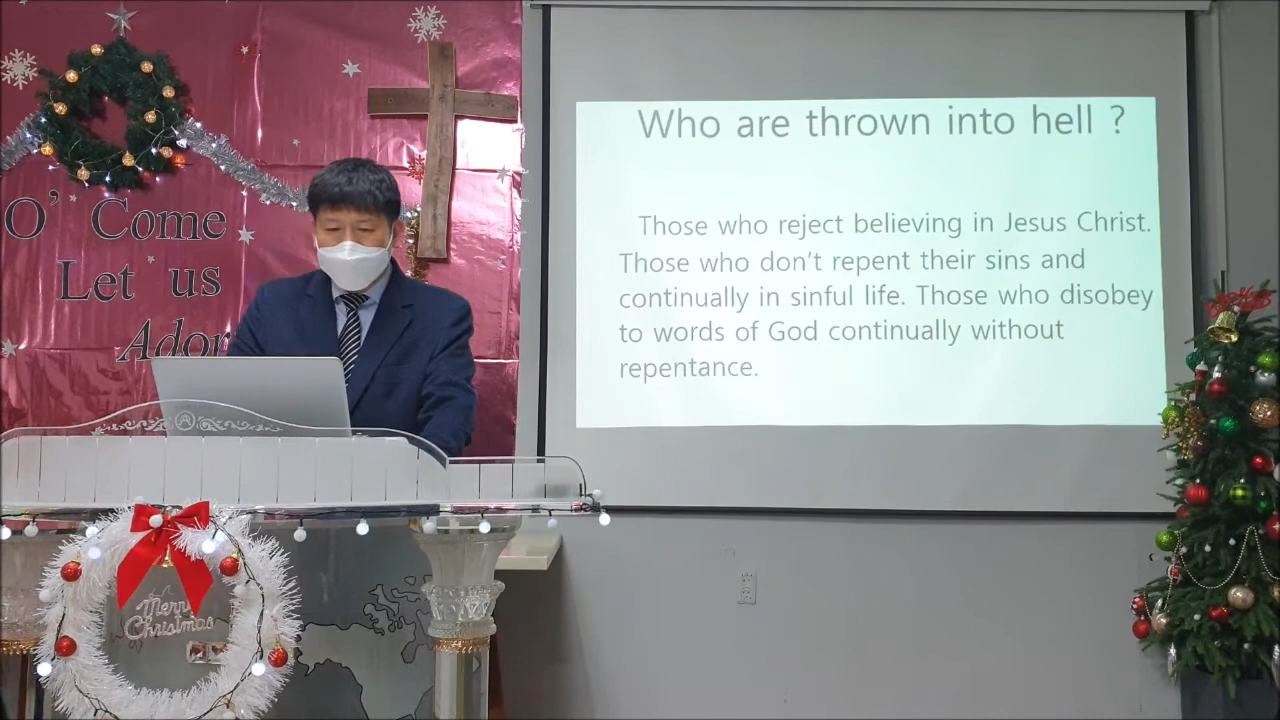 O' Come
Let us
Ador
Who are thrown into hell ?
Those who reject believing in Jesus Christ.
Those who don't repent their sins and
continually in sinful life. Those who disobey
to words of God continually without
repentance.
Merry
Christmas